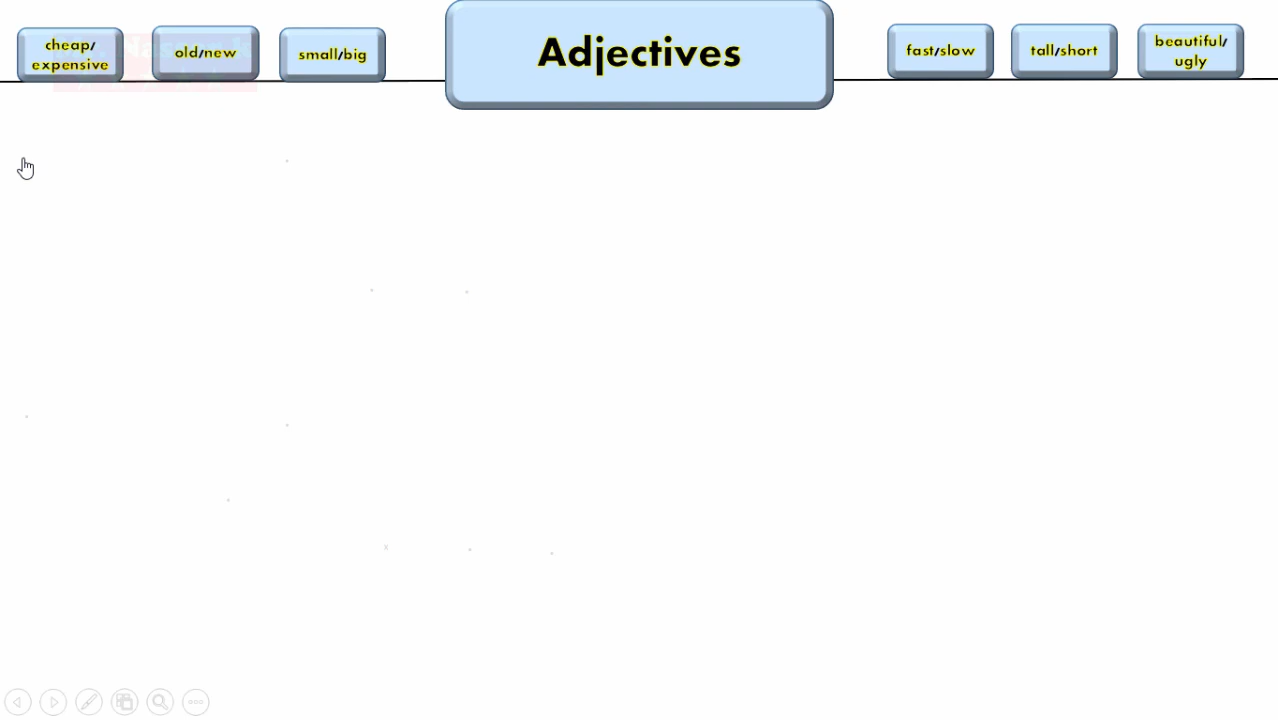 cheap/
expensive
old/new
small/big
Adjectives
fast/slow
tall/short
beautiful/
ugly
x